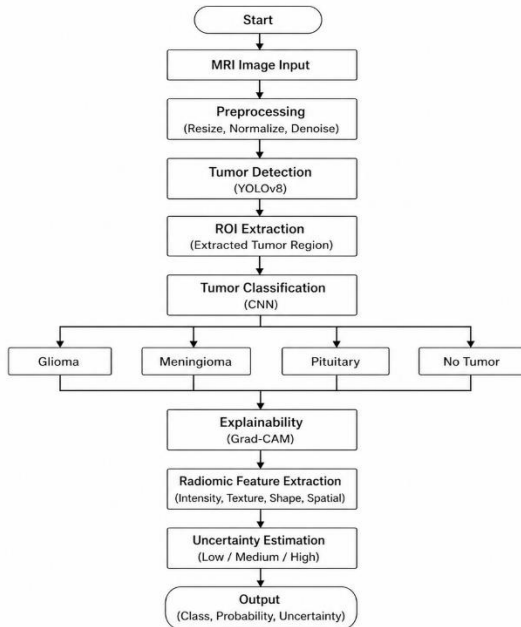 Start
MRI Image Input
Preprocessing
(Resize, Normalize, Denoise)
Tumor Detection
(YOLOv8)
ROI Extraction
(Extracted Tumor Region)
Tumor Classification
(CNN)
Glioma
Meningioma
Pituitary
No Tumor
Explainability
(Grad-CAM)
Radiomic Feature Extraction
(Intensity, Texture, Shape, Spatial)
Uncertainty Estimation
(Low / Medium / High)
Output
(Class, Probability, Uncertainty)